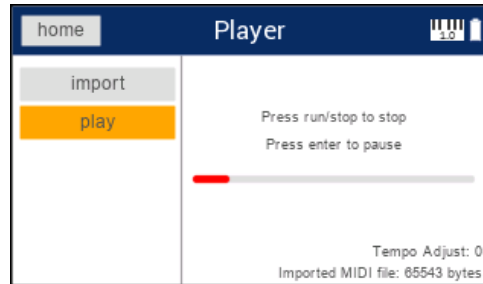 home
Player
1.0
import
play
Press run/stop to stop
Press enter to pause
Tempo Adjust: 0
Imported MIDI file: 65543 bytes